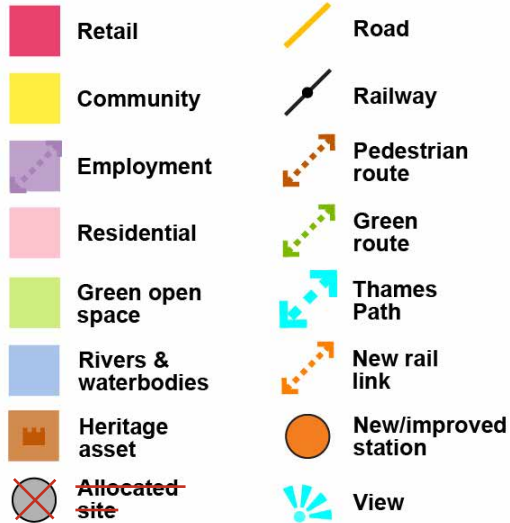 Retail
Community
Employment
Residential
Green open
space
Rivers &
waterbodies
Heritage
asset
Allocated
site
Road
Railway
Pedestrian
route
Green
route
Thames
Path
New rail
link
New/improved
station
View